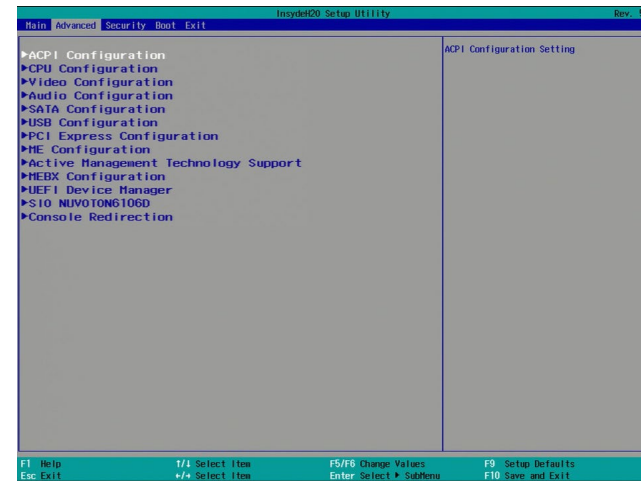 InsydeH20 Setup Utility Rev. 5
Main Advanced Security Boot Exit
►ACPI Configuration
►CPU Configuration
►Video Configuration
►Audio Configuration
►SATA Configuration
►USB Configuration
►PCI Express Configuration
►ME Configuration
►Active Management Technology Support
►MEBX Configuration
►UEFI Device Manager
►SIO NUVOTON6106D
►Console Redirection
ACPI Configuration Setting
F1 Help ↑/↓ Select Item F5/F6 Change Values F9 Setup Defaults
Esc Exit ←/→ Select Item Enter Select ► SubMenu F10 Save and Exit